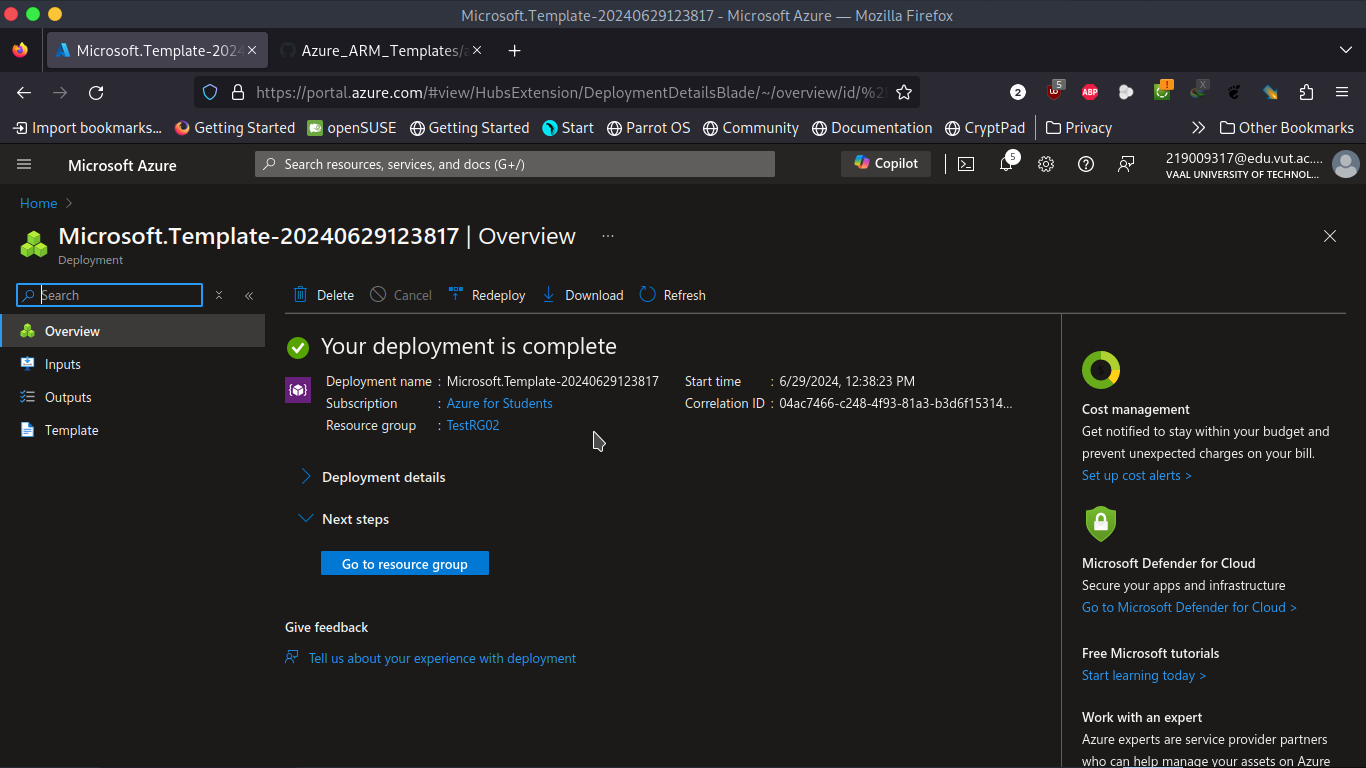 Microsoft.Template-20240629123817 - Microsoft Azure — Mozilla Firefox
Microsoft.Template-2024
Azure_ARM_Templates/
https://portal.azure.com/#view/HubsExtension/DeploymentDetailsBlade/~/overview/id/%2
2
5
ABP
!
X
Import bookmarks...
Getting Started
openSUSE
Getting Started
Start
Parrot OS
Community
Documentation
CryptPad
Privacy
Other Bookmarks
Microsoft Azure
Search resources, services, and docs (G+/)
Copilot
5
219009317@edu.vut.ac....
VAAL UNIVERSITY OF TECHNOL...
Home
Microsoft.Template-20240629123817 | Overview ...
Deployment
Search
Overview
Inputs
Outputs
Template
Delete
Cancel
Redeploy
Download
Refresh
Your deployment is complete
Deployment name : Microsoft.Template-20240629123817
Subscription : Azure for Students
Resource group : TestRG02
Start time : 6/29/2024, 12:38:23 PM
Correlation ID : 04ac7466-c248-4f93-81a3-b3d6f15314...
Deployment details
Next steps
Go to resource group
Give feedback
Tell us about your experience with deployment
Cost management
Get notified to stay within your budget and
prevent unexpected charges on your bill.
Set up cost alerts >
Microsoft Defender for Cloud
Secure your apps and infrastructure
Go to Microsoft Defender for Cloud >
Free Microsoft tutorials
Start learning today >
Work with an expert
Azure experts are service provider partners
who can help manage your assets on Azure